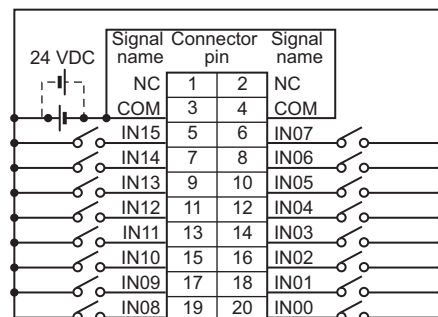 Signal name Connector pin Signal name
24 VDC
NC 1 2 NC
COM 3 4 COM
IN15 5 6 IN07
IN14 7 8 IN06
IN13 9 10 IN05
IN12 11 12 IN04
IN11 13 14 IN03
IN10 15 16 IN02
IN09 17 18 IN01
IN08 19 20 IN00